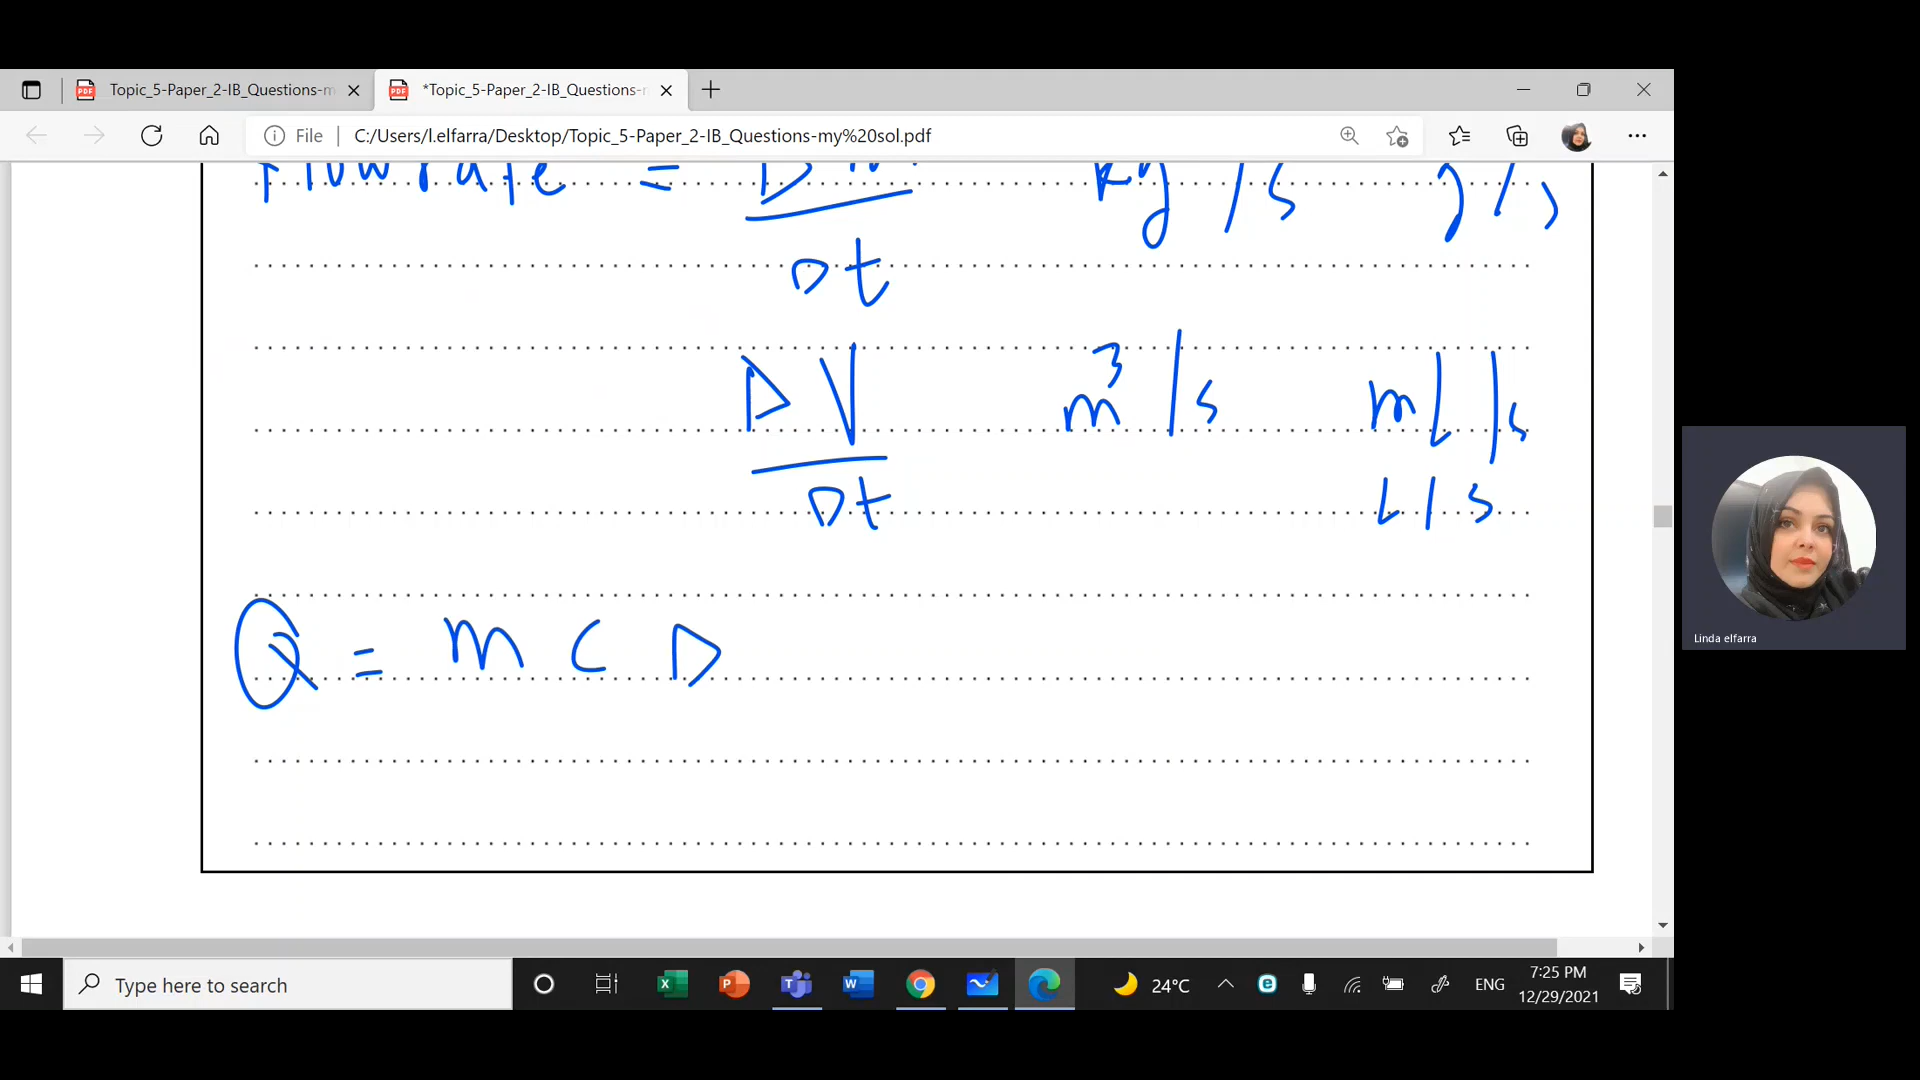 Topic_5-Paper_2-IB_Questions-m
*Topic_5-Paper_2-IB_Questions-
File
C:/Users/l.elfarra/Desktop/Topic_5-Paper_2-IB_Questions-my%20sol.pdf
Flow rate = Δm kg/s g/s
Δt
ΔV m³/s mL/s
Δt L/s
Q = m c Δ
Linda elfarra
Type here to search
24°C
ENG
7:25 PM
12/29/2021